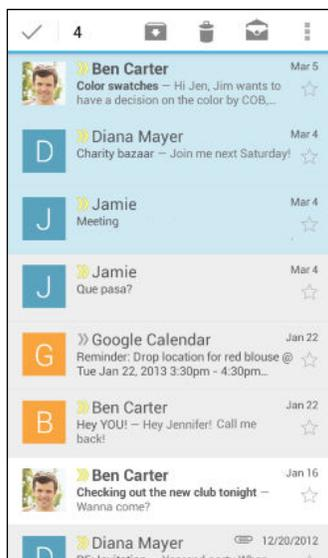 4
Ben Carter Mar 5
Color swatches — Hi Jen, Jim wants to
have a decision on the color by COB,...
D Diana Mayer Mar 4
Charity bazaar — Join me next Saturday!
J Jamie Mar 4
Meeting
J Jamie Mar 4
Que pasa?
G Google Calendar Jan 22
Reminder: Drop location for red blouse @
Tue Jan 22, 2013 3:30pm - 4:30pm...
B Ben Carter Jan 22
Hey YOU! — Hey Jennifer! Call me
back!
Ben Carter Jan 16
Checking out the new club tonight —
Wanna come?
Diana Mayer 12/20/2012